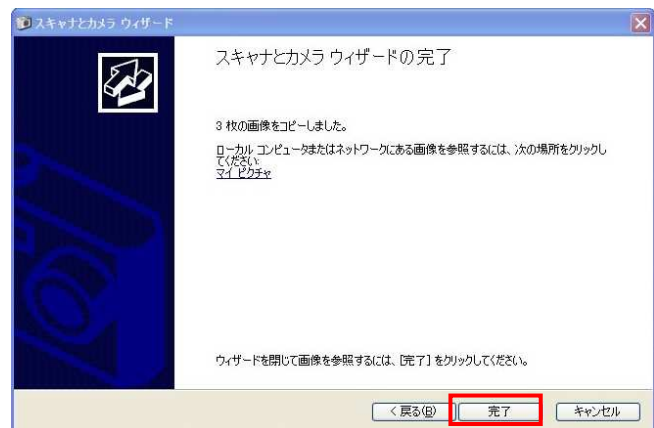 スキャナとカメラ ウィザード
スキャナとカメラ ウィザードの完了
3 枚の画像をコピーしました。
ローカル コンピュータまたはネットワークにある画像を参照するには、次の場所をクリックし
てください:
マイ ピクチャ
ウィザードを閉じて画像を参照するには、[完了] をクリックしてください。
< 戻る(B)
完了
キャンセル